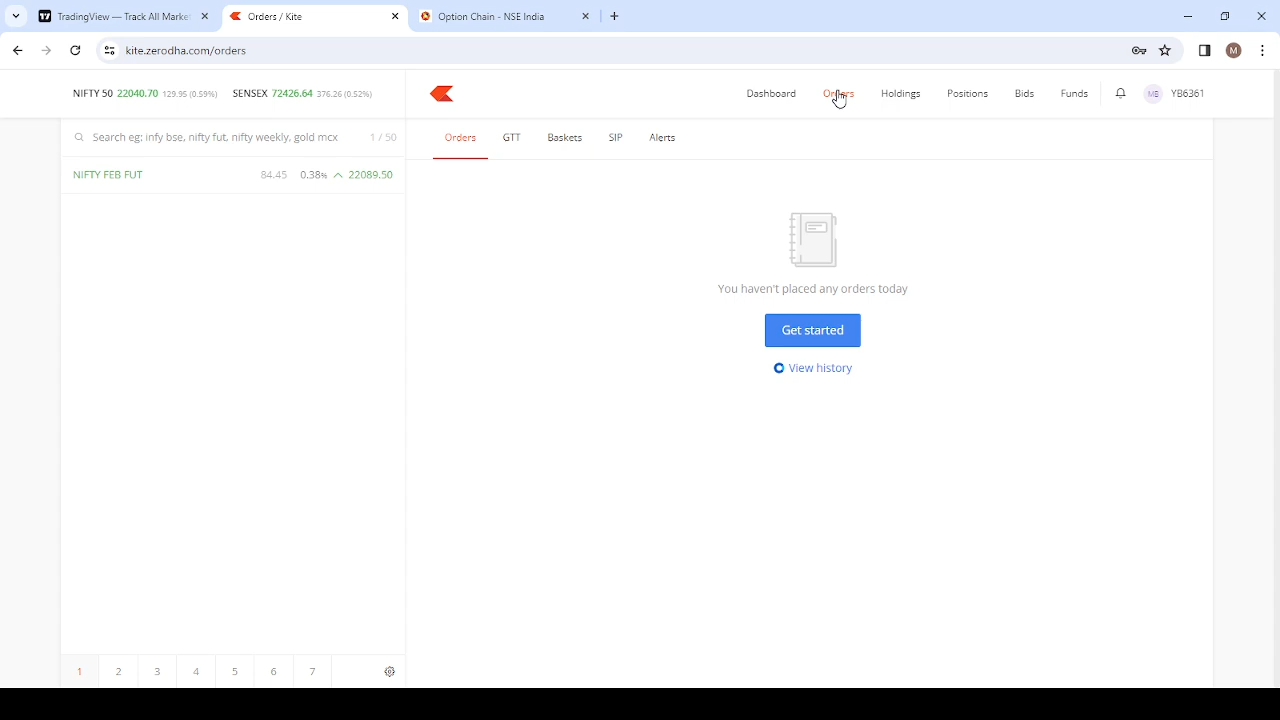 TradingView — Track All Market
Orders / Kite
Option Chain - NSE India
kite.zerodha.com/orders
M
NIFTY 50 22040.70 129.95 (0.59%) SENSEX 72426.64 376.26 (0.52%)
Dashboard Orders Holdings Positions Bids Funds YB6361
Search eg: infy bse, nifty fut, nifty weekly, gold mcx 1 / 50
Orders GTT Baskets SIP Alerts
NIFTY FEB FUT 84.45 0.38% 22089.50
You haven't placed any orders today
Get started
View history
1 2 3 4 5 6 7